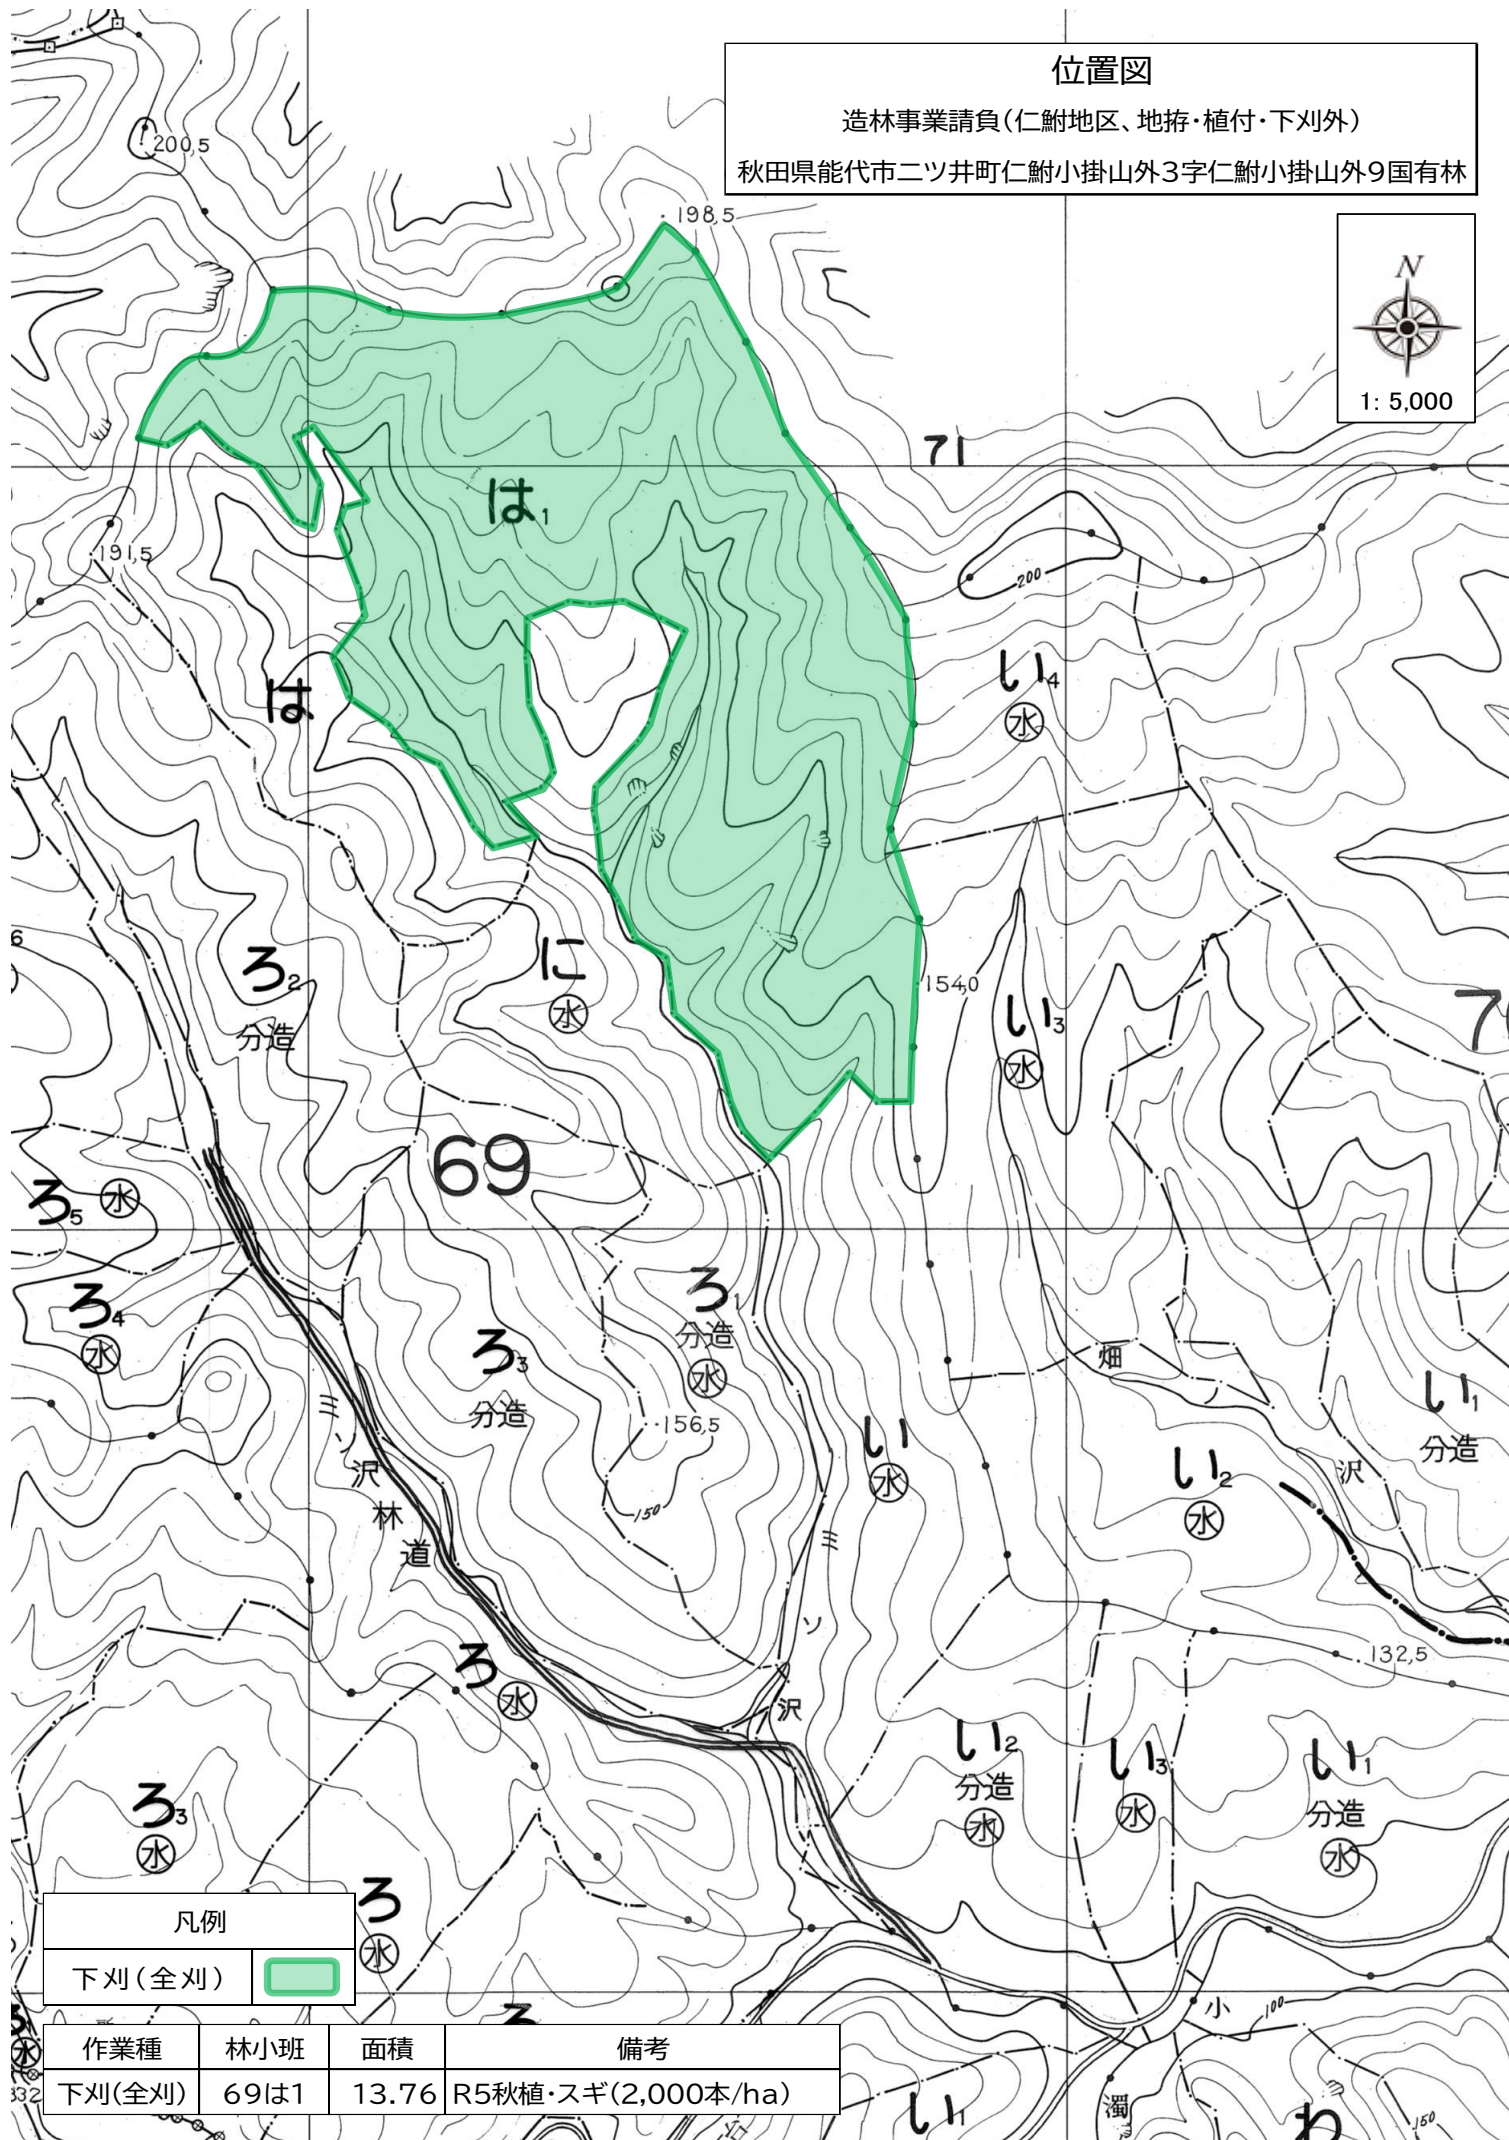 位置図
造林事業請負(仁鮒地区、地拵・植付・下刈外)
秋田県能代市二ツ井町仁鮒小掛山外3字仁鮒小掛山外9国有林
N
1: 5,000
200,5
198,5
71
は1
191,5
200
い4
水
は
ろ2
分造
に
水
154,0
い3
水
69
ろ5
水
ろ4
水
ろ1
分造
水
ろ3
分造
156,5
150
畑
ノ
沢
い1
分造
い
水
い2
水
ミ
ソ
沢
林
道
ミ
ソ
沢
132,5
ろ
水
い2
分造
水
い3
水
い1
分造
水
ろ3
水
ろ
水
小
100
濁
い1
わ
150
凡例
下刈(全刈)
作業種 林小班 面積 備考
下刈(全刈) 69は1 13.76 R5秋植・スギ(2,000本/ha)